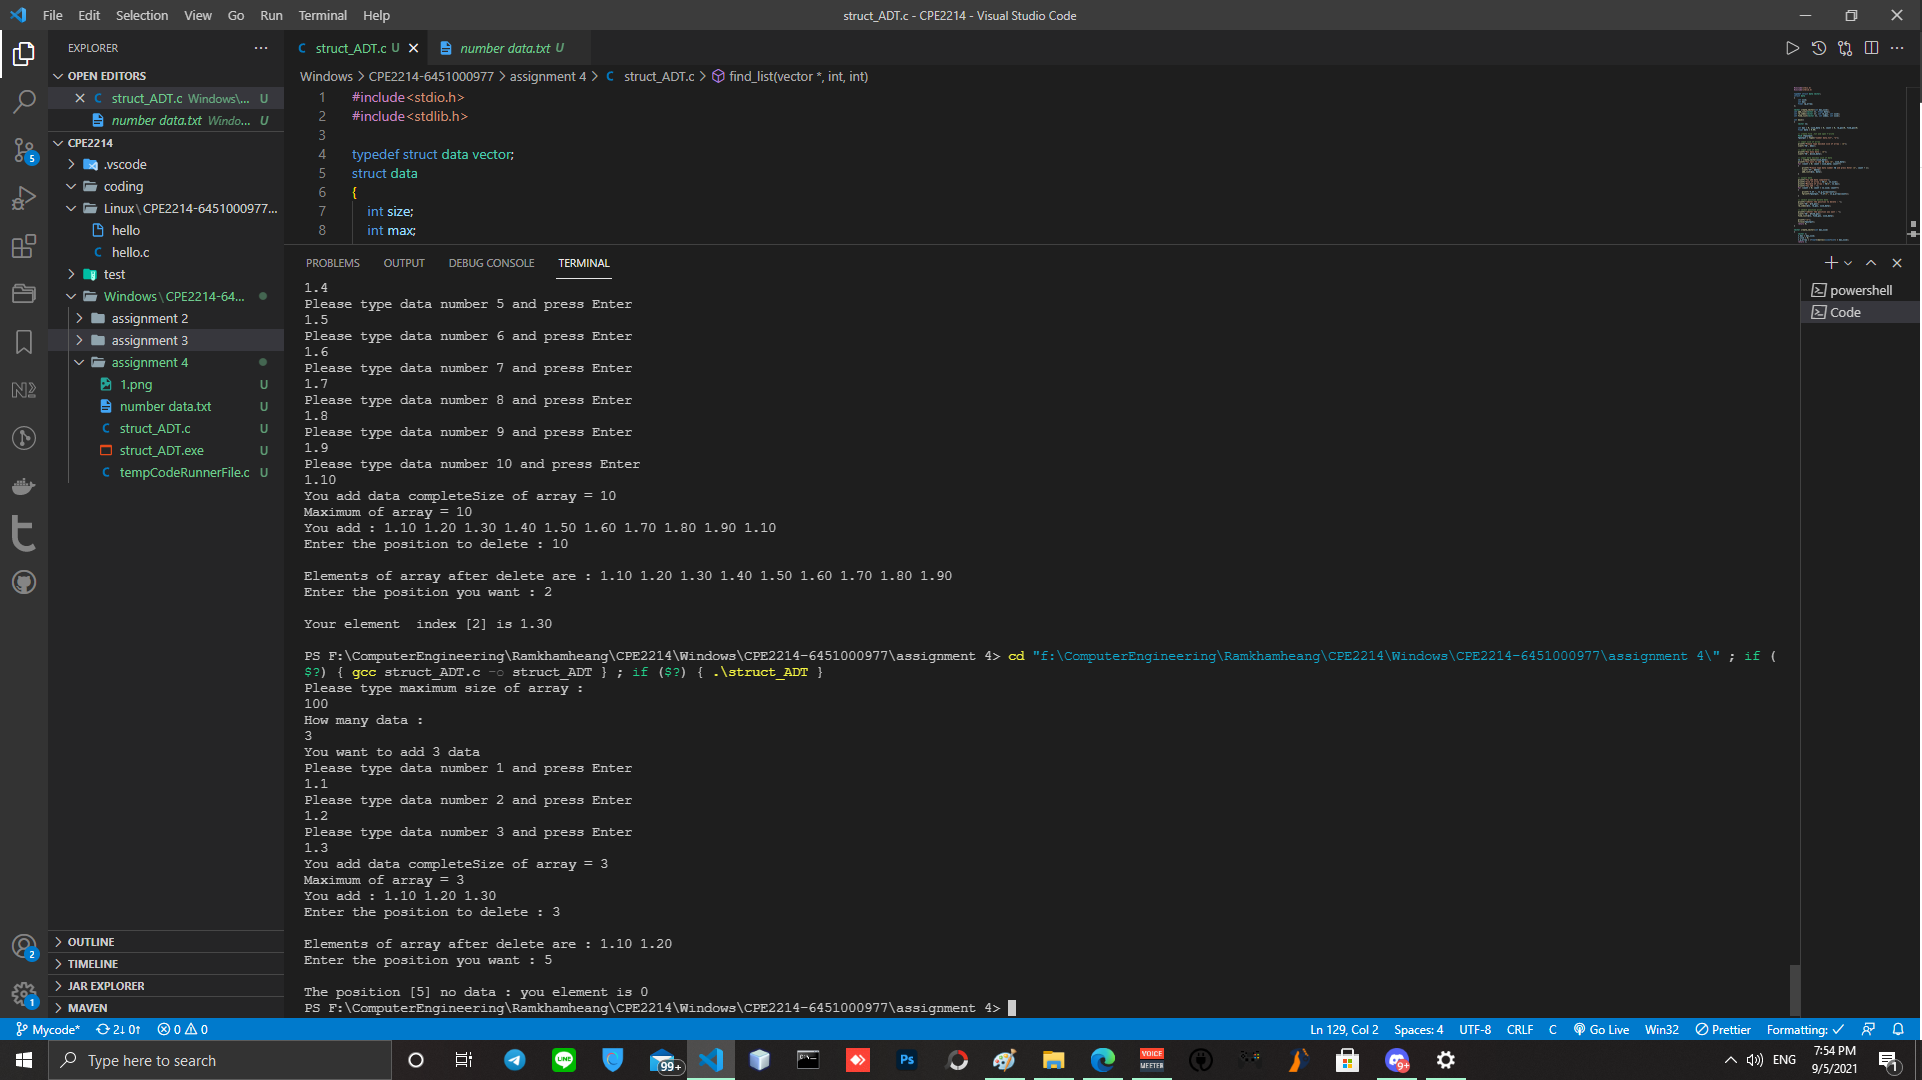 File Edit Selection View Go Run Terminal Help
struct_ADT.c - CPE2214 - Visual Studio Code
EXPLORER
OPEN EDITORS
struct_ADT.c Windows\... U
number data.txt Windo... U
CPE2214
.vscode
coding
Linux\CPE2214-6451000977...
hello
hello.c
test
Windows\CPE2214-64...
assignment 2
assignment 3
assignment 4
1.png U
number data.txt U
struct_ADT.c U
struct_ADT.exe U
tempCodeRunnerFile.c U
OUTLINE
TIMELINE
JAR EXPLORER
MAVEN
struct_ADT.c U
number data.txt U
Windows > CPE2214-6451000977 > assignment 4 > C struct_ADT.c > find_list(vector *, int, int)
1 #include<stdio.h>
2 #include<stdlib.h>
3
4 typedef struct data vector;
5 struct data
6 {
7 int size;
8 int max;
PROBLEMS OUTPUT DEBUG CONSOLE TERMINAL
powershell
Code
1.4
Please type data number 5 and press Enter
1.5
Please type data number 6 and press Enter
1.6
Please type data number 7 and press Enter
1.7
Please type data number 8 and press Enter
1.8
Please type data number 9 and press Enter
1.9
Please type data number 10 and press Enter
1.10
You add data completeSize of array = 10
Maximum of array = 10
You add : 1.10 1.20 1.30 1.40 1.50 1.60 1.70 1.80 1.90 1.10
Enter the position to delete : 10
Elements of array after delete are : 1.10 1.20 1.30 1.40 1.50 1.60 1.70 1.80 1.90
Enter the position you want : 2
Your element  index [2] is 1.30
PS F:\ComputerEngineering\Ramkhamheang\CPE2214\Windows\CPE2214-6451000977\assignment 4> cd "f:\ComputerEngineering\Ramkhamheang\CPE2214\Windows\CPE2214-6451000977\assignment 4\" ; if (
$?) { gcc struct_ADT.c -o struct_ADT } ; if ($?) { .\struct_ADT }
Please type maximum size of array :
100
How many data :
3
You want to add 3 data
Please type data number 1 and press Enter
1.1
Please type data number 2 and press Enter
1.2
Please type data number 3 and press Enter
1.3
You add data completeSize of array = 3
Maximum of array = 3
You add : 1.10 1.20 1.30
Enter the position to delete : 3
Elements of array after delete are : 1.10 1.20
Enter the position you want : 5
The position [5] no data : you element is 0
PS F:\ComputerEngineering\Ramkhamheang\CPE2214\Windows\CPE2214-6451000977\assignment 4>
Mycode* 2↓ 0↑ 0 0
Ln 129, Col 2 Spaces: 4 UTF-8 CRLF C Go Live Win32 Prettier Formatting: ✓
Type here to search
99+
Ps
VOICE MEETER
9+
ENG
7:54 PM
9/5/2021
1